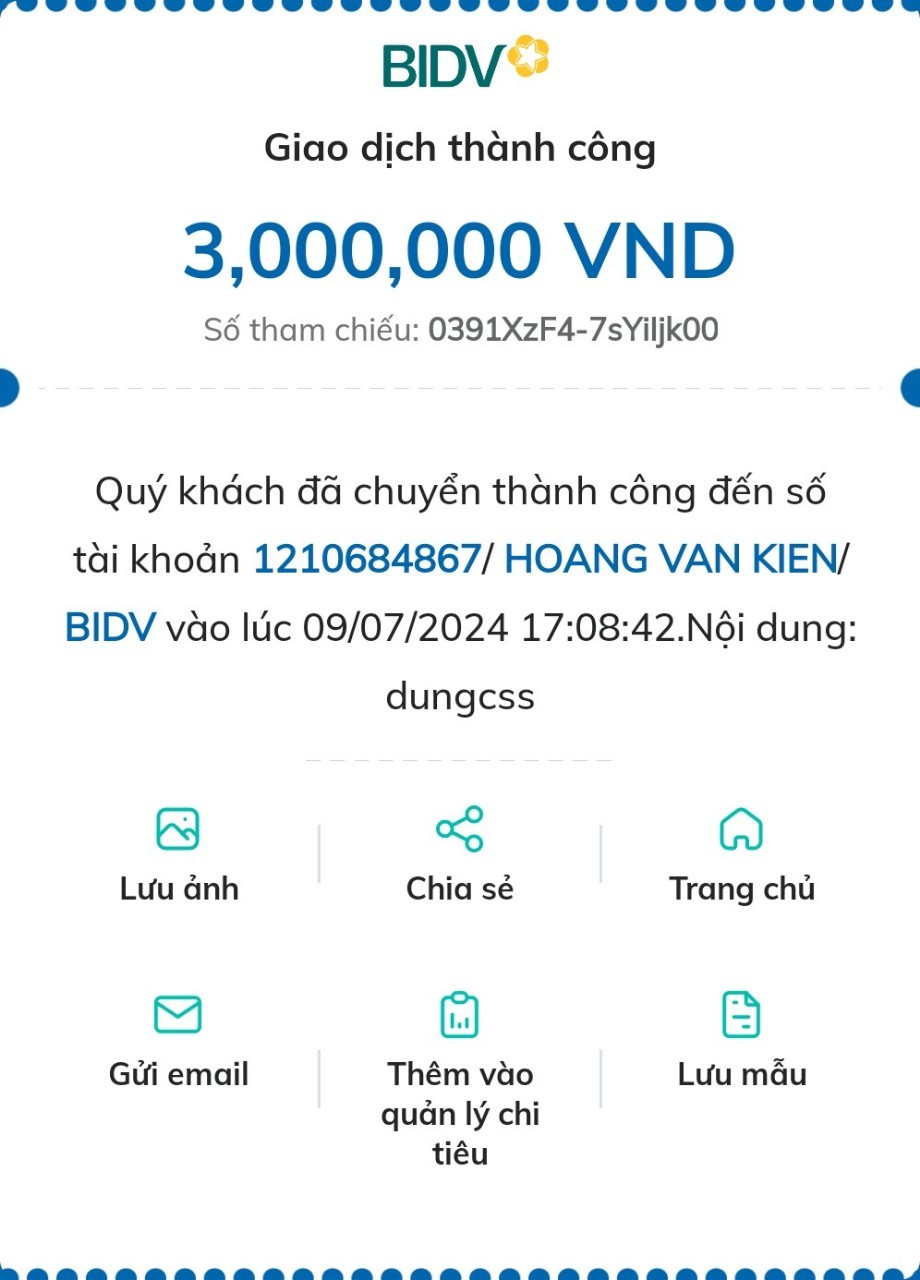 BIDV
Giao dịch thành công
3,000,000 VND
Số tham chiếu: 0391XzF4-7sYiljk00
Quý khách đã chuyển thành công đến số
tài khoản 1210684867/ HOANG VAN KIEN/
BIDV vào lúc 09/07/2024 17:08:42.Nội dung:
dungcss
Lưu ảnh
Chia sẻ
Trang chủ
Gửi email
Thêm vào
quản lý chi
tiêu
Lưu mẫu